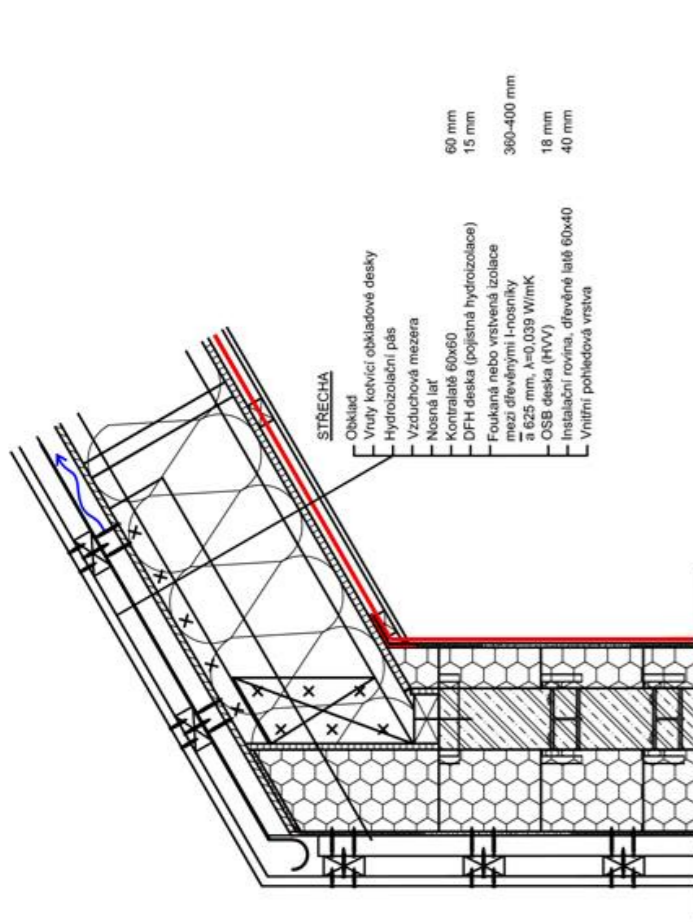 STŘECHA
Obklad
Vruty kotvící obkladové desky
Hydroizolační pás
Vzduchová mezera
Nosná lať
Kontralatě 60x60 60 mm
DFH deska (pojistná hydroizolace) 15 mm
Foukaná nebo vrstvená izolace
mezi dřevěnými I-nosníky 360-400 mm
a 625 mm, λ=0,039 W/mK
OSB deska (HVV) 18 mm
Instalační rovina, dřevěné latě 60x40 40 mm
Vnitřní pohledová vrstva